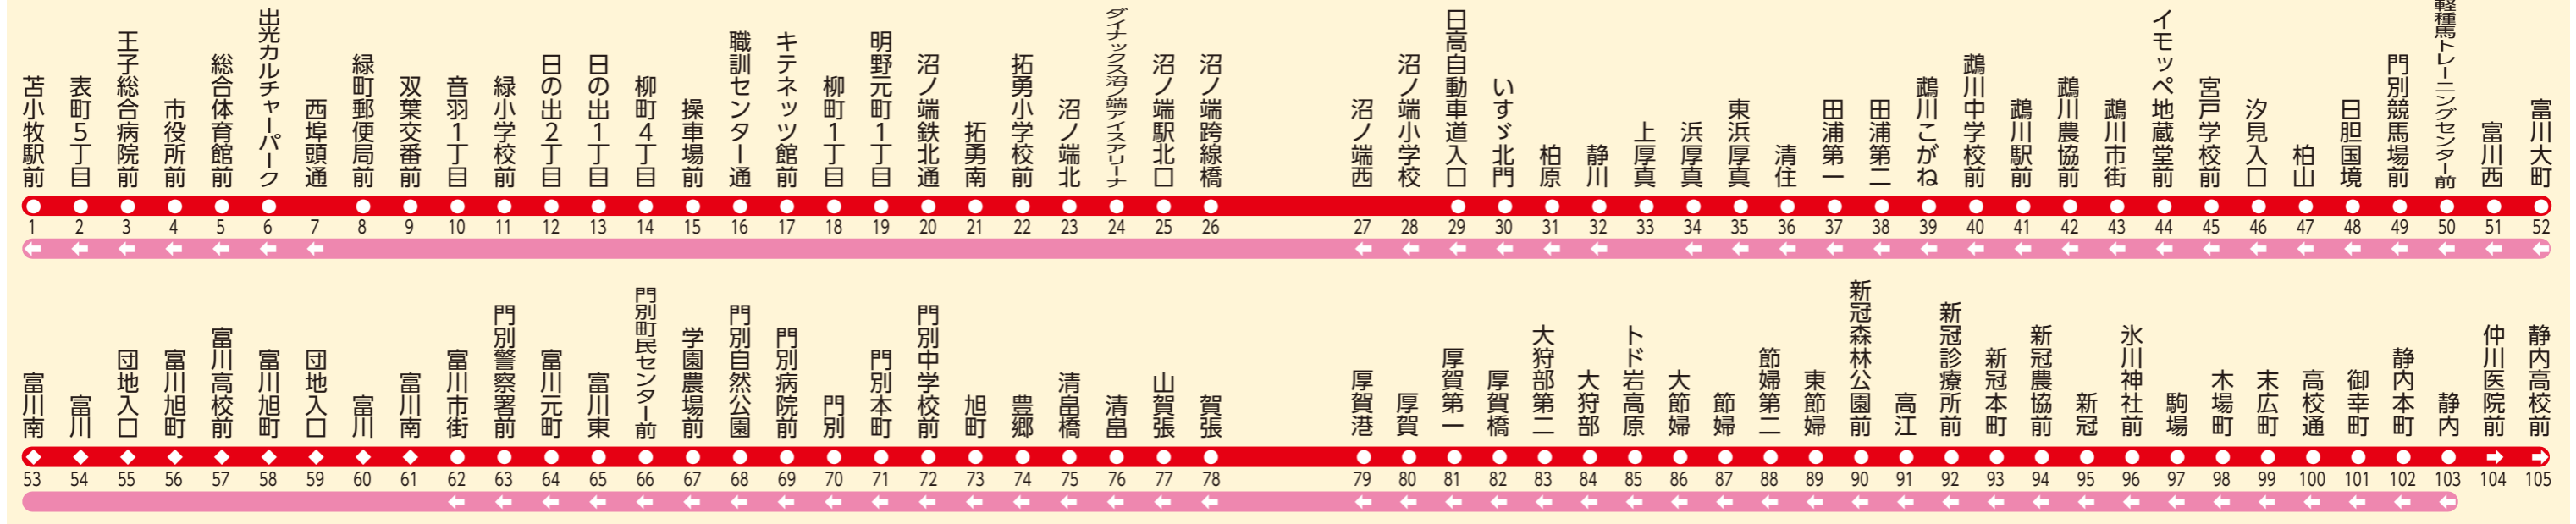 苫小牧駅前
表町5丁目
王子総合病院前
市役所前
総合体育館前
出光カルチャーパーク
西埠頭通
緑町郵便局前
双葉交番前
音羽1丁目
緑小学校前
日の出2丁目
日の出1丁目
柳町4丁目
操車場前
職訓センター通
キテネッツ館前
柳町1丁目
明野元町1丁目
沼ノ端鉄北通
拓勇南
拓勇小学校前
沼ノ端北
ダイナックス沼ノ端アイスアリーナ
沼ノ端駅北口
沼ノ端跨線橋
沼ノ端西
沼ノ端小学校
日高自動車道入口
いすゞ北門
柏原
静川
上厚真
浜厚真
東浜厚真
清住
田浦第一
田浦第二
鵡川こがね
鵡川中学校前
鵡川駅前
鵡川農協前
鵡川市街
イモッペ地蔵堂前
宮戸学校前
汐見入口
柏山
日胆国境
門別競馬場前
軽種馬トレーニングセンター前
富川西
富川大町
1 2 3 4 5 6 7 8 9 10 11 12 13 14 15 16 17 18 19 20 21 22 23 24 25 26 27 28 29 30 31 32 33 34 35 36 37 38 39 40 41 42 43 44 45 46 47 48 49 50 51 52
富川南
富川
団地入口
富川旭町
富川高校前
富川旭町
団地入口
富川
富川南
富川市街
門別警察署前
富川元町
富川東
門別町民センター前
学園農場前
門別自然公園
門別病院前
門別
門別本町
門別中学校前
旭町
豊郷
清畠橋
清畠
山賀張
賀張
厚賀港
厚賀
厚賀第一
厚賀橋
大狩部第二
大狩部
トド岩高原
大節婦
節婦
節婦第二
東節婦
新冠森林公園前
高江
新冠診療所前
新冠本町
新冠農協前
新冠
氷川神社前
駒場
木場町
末広町
高校通
御幸町
静内本町
静内
仲川医院前
静内高校前
53 54 55 56 57 58 59 60 61 62 63 64 65 66 67 68 69 70 71 72 73 74 75 76 77 78 79 80 81 82 83 84 85 86 87 88 89 90 91 92 93 94 95 96 97 98 99 100 101 102 103 104 105